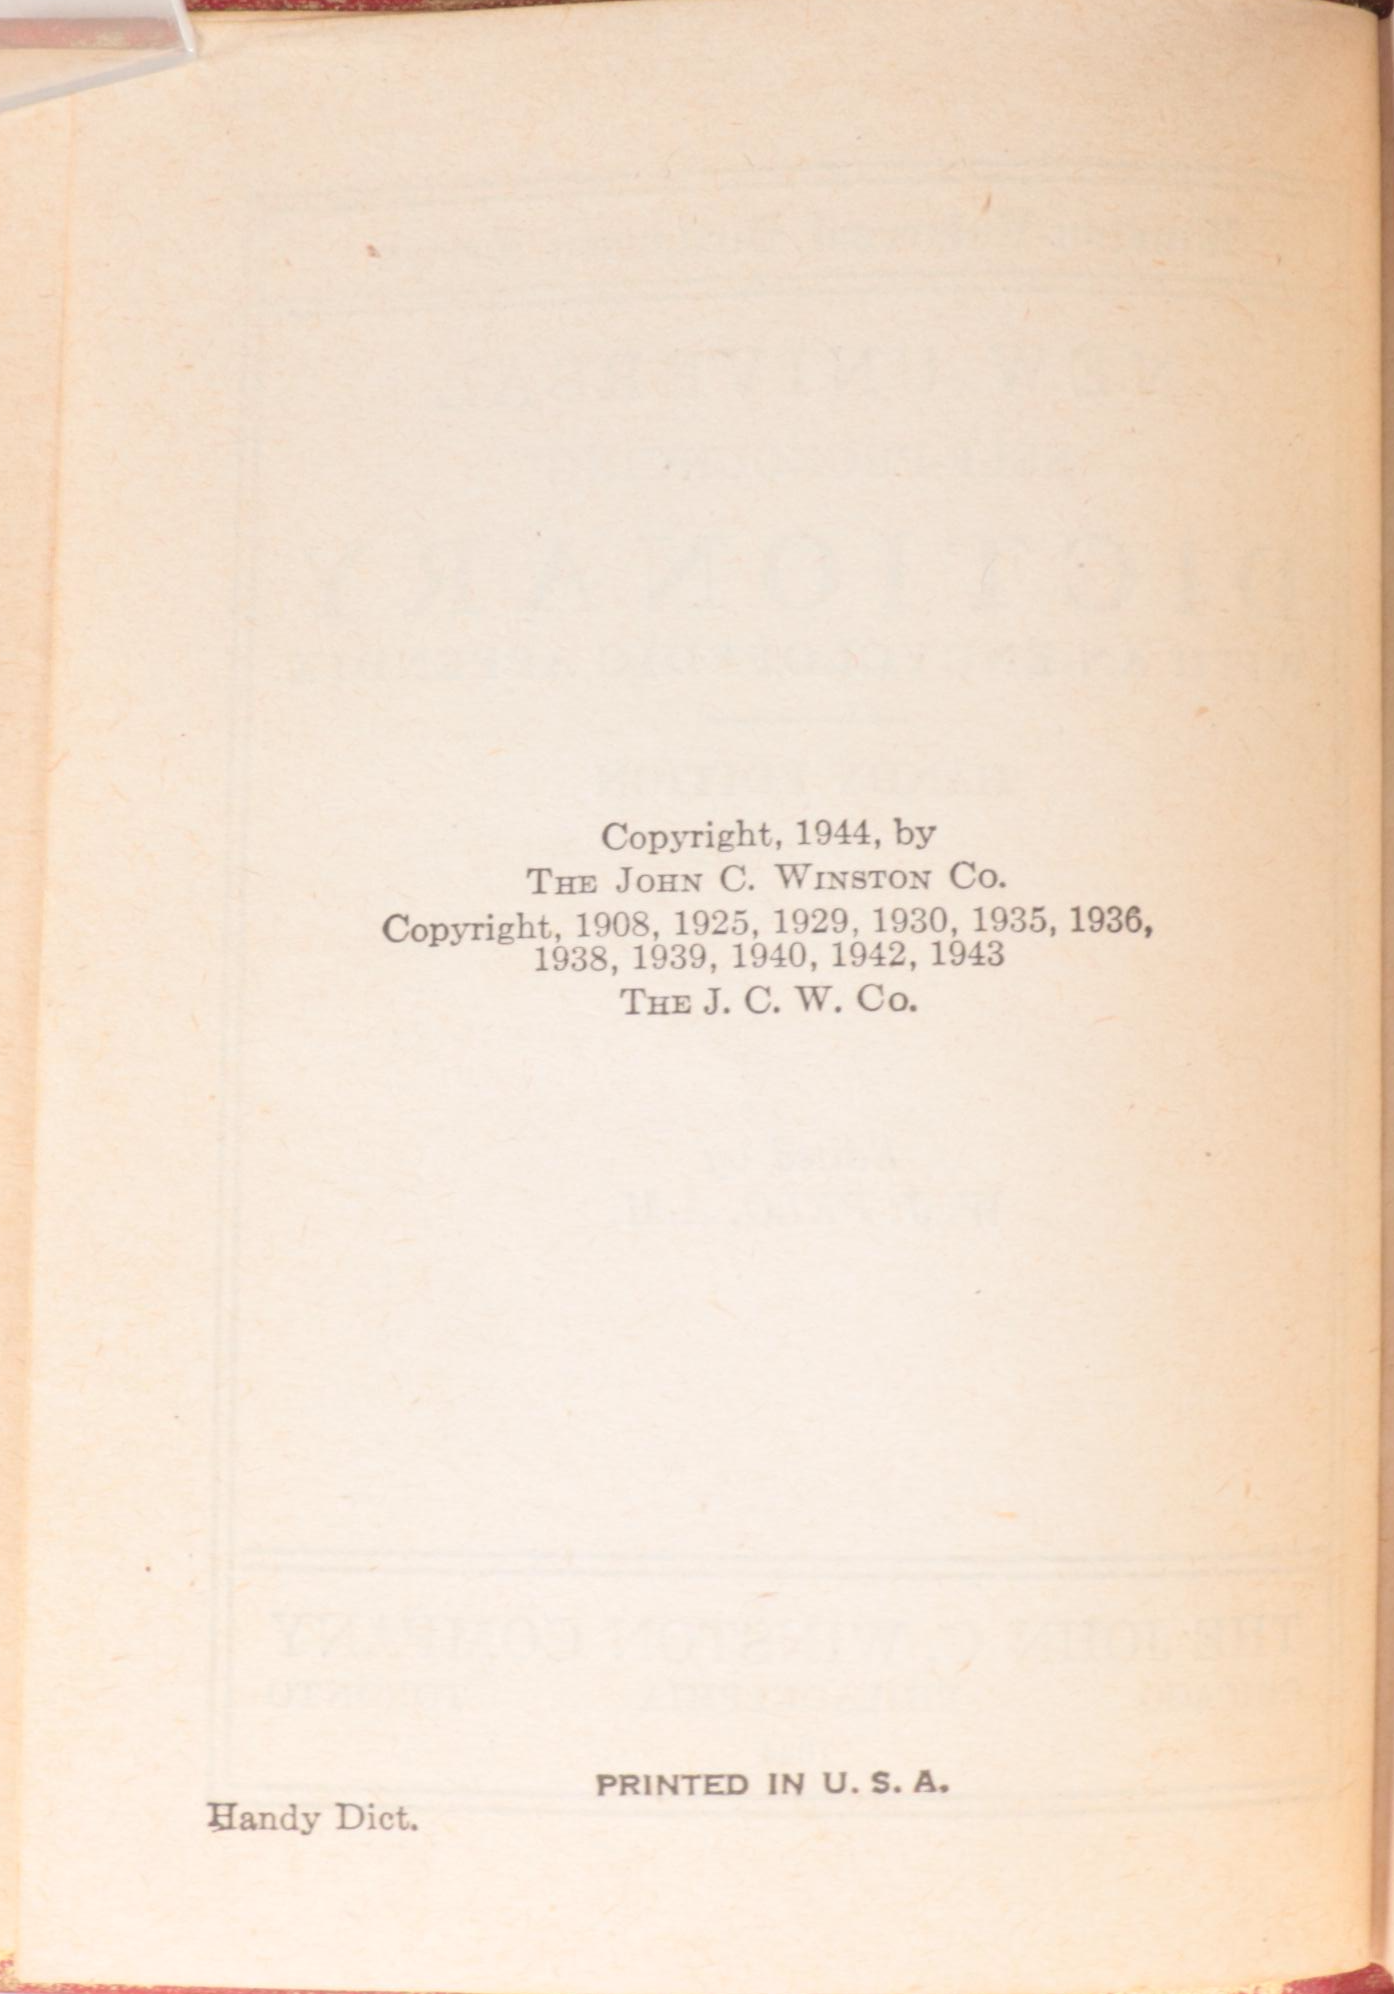 Copyright, 1944, by
THE JOHN C. WINSTON CO.
Copyright, 1908, 1925, 1929, 1930, 1935, 1936,
1938, 1939, 1940, 1942, 1943
THE J. C. W. CO.
PRINTED IN U. S. A.
Handy Dict.